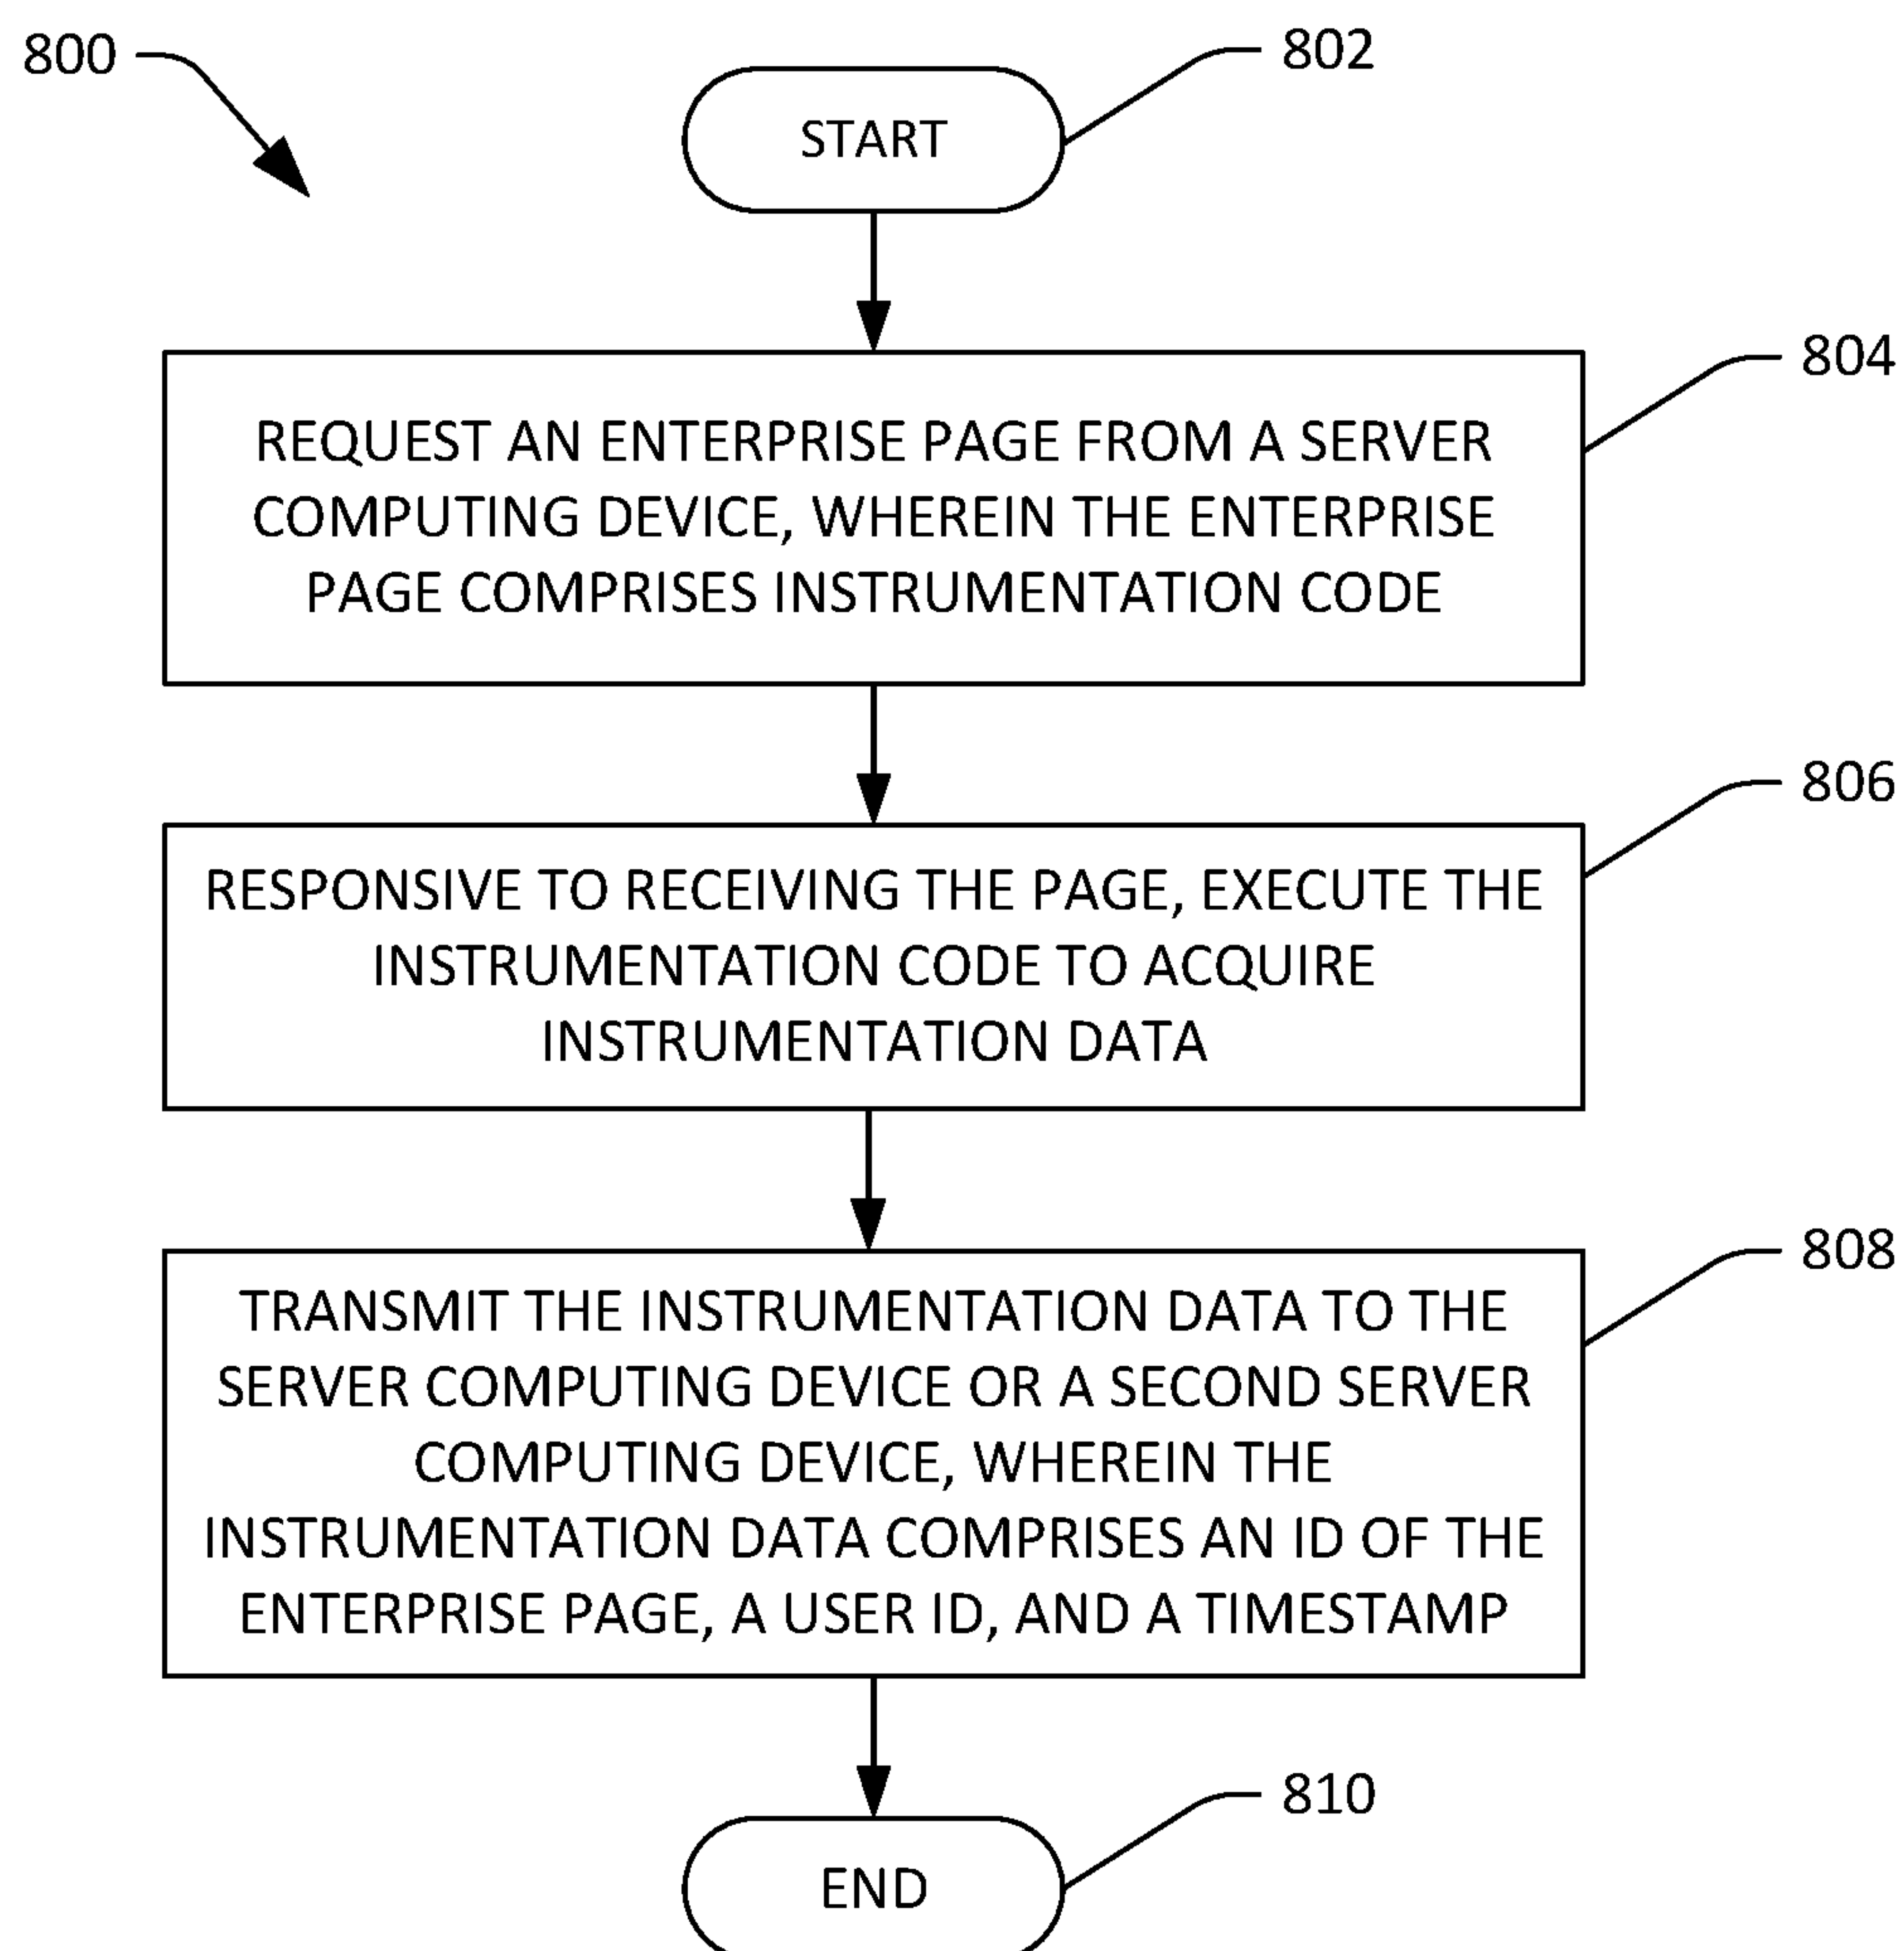 800
802
START
804
REQUEST AN ENTERPRISE PAGE FROM A SERVER
COMPUTING DEVICE, WHEREIN THE ENTERPRISE
PAGE COMPRISES INSTRUMENTATION CODE
806
RESPONSIVE TO RECEIVING THE PAGE, EXECUTE THE
INSTRUMENTATION CODE TO ACQUIRE
INSTRUMENTATION DATA
808
TRANSMIT THE INSTRUMENTATION DATA TO THE
SERVER COMPUTING DEVICE OR A SECOND SERVER
COMPUTING DEVICE, WHEREIN THE
INSTRUMENTATION DATA COMPRISES AN ID OF THE
ENTERPRISE PAGE, A USER ID, AND A TIMESTAMP
810
END